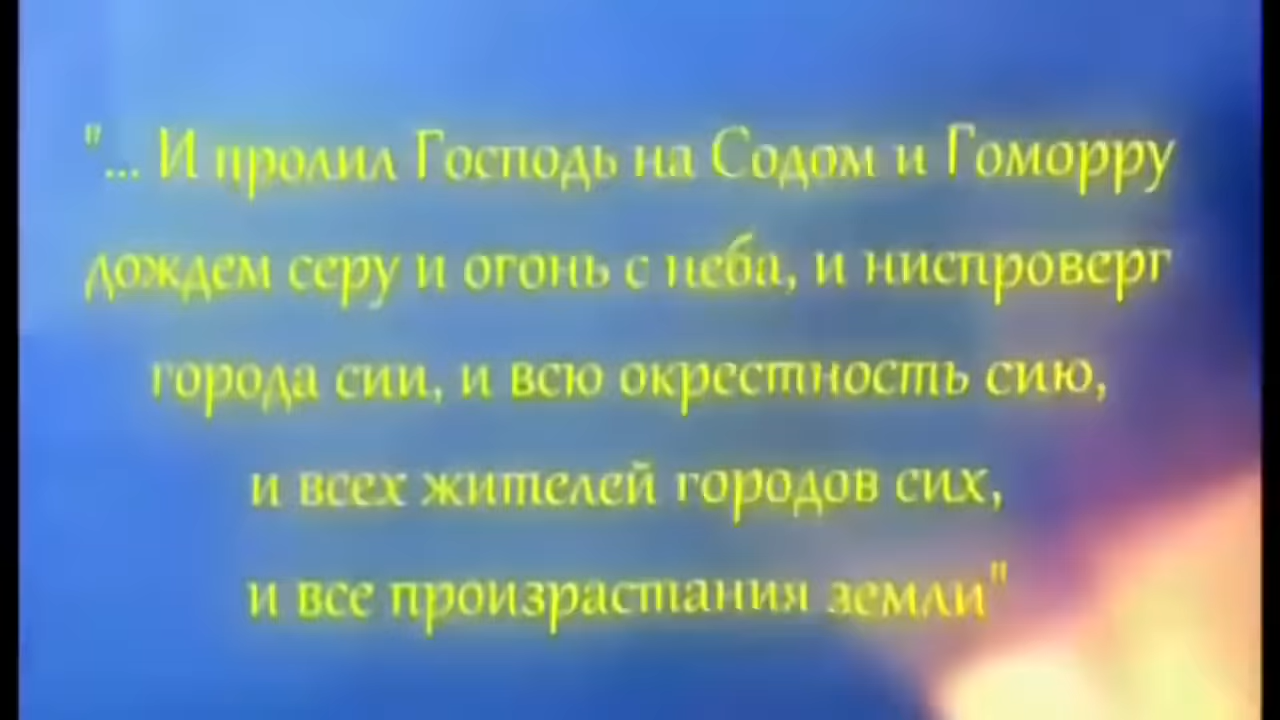 "... И пролил Господь на Содом и Гоморру
дождем серу и огонь с неба, и ниспроверг
города сии, и всю окрестность сию,
и всех жителей городов сих,
и все произрастания земли"